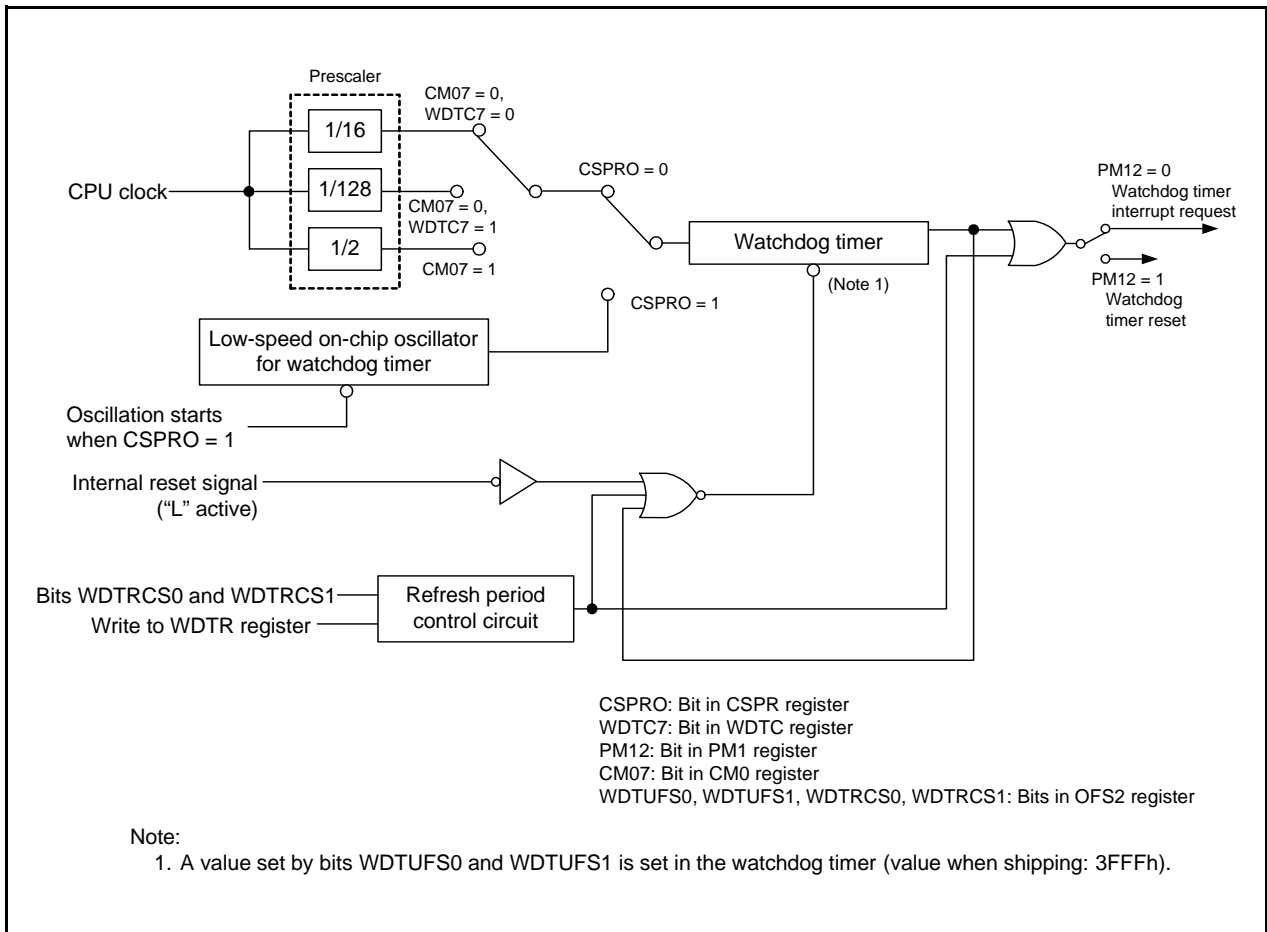 Prescaler
CM07 = 0,
WDTC7 = 0
1/16
CSPRO = 0
PM12 = 0
Watchdog timer
interrupt request
CPU clock
1/128
CM07 = 0,
WDTC7 = 1
1/2
CM07 = 1
Watchdog timer
(Note 1)
PM12 = 1
Watchdog
timer reset
CSPRO = 1
Low-speed on-chip oscillator
for watchdog timer
Oscillation starts
when CSPRO = 1
Internal reset signal
(“L” active)
Bits WDTRCS0 and WDTRCS1
Write to WDTR register
Refresh period
control circuit
CSPRO: Bit in CSPR register
WDTC7: Bit in WDTC register
PM12: Bit in PM1 register
CM07: Bit in CM0 register
WDTUFS0, WDTUFS1, WDTRCS0, WDTRCS1: Bits in OFS2 register
Note:
1. A value set by bits WDTUFS0 and WDTUFS1 is set in the watchdog timer (value when shipping: 3FFFh).